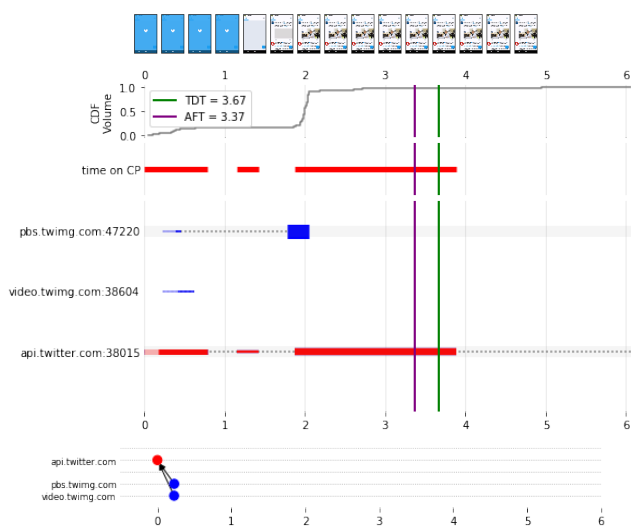 0 1 2 3 4 5 6
CDF
Volume
1.0
0.5
0.0
TDT = 3.67
AFT = 3.37
time on CP
pbs.twimg.com:47220
video.twimg.com:38604
api.twitter.com:38015
0 1 2 3 4 5 6
api.twitter.com
pbs.twimg.com
video.twimg.com
0 1 2 3 4 5 6